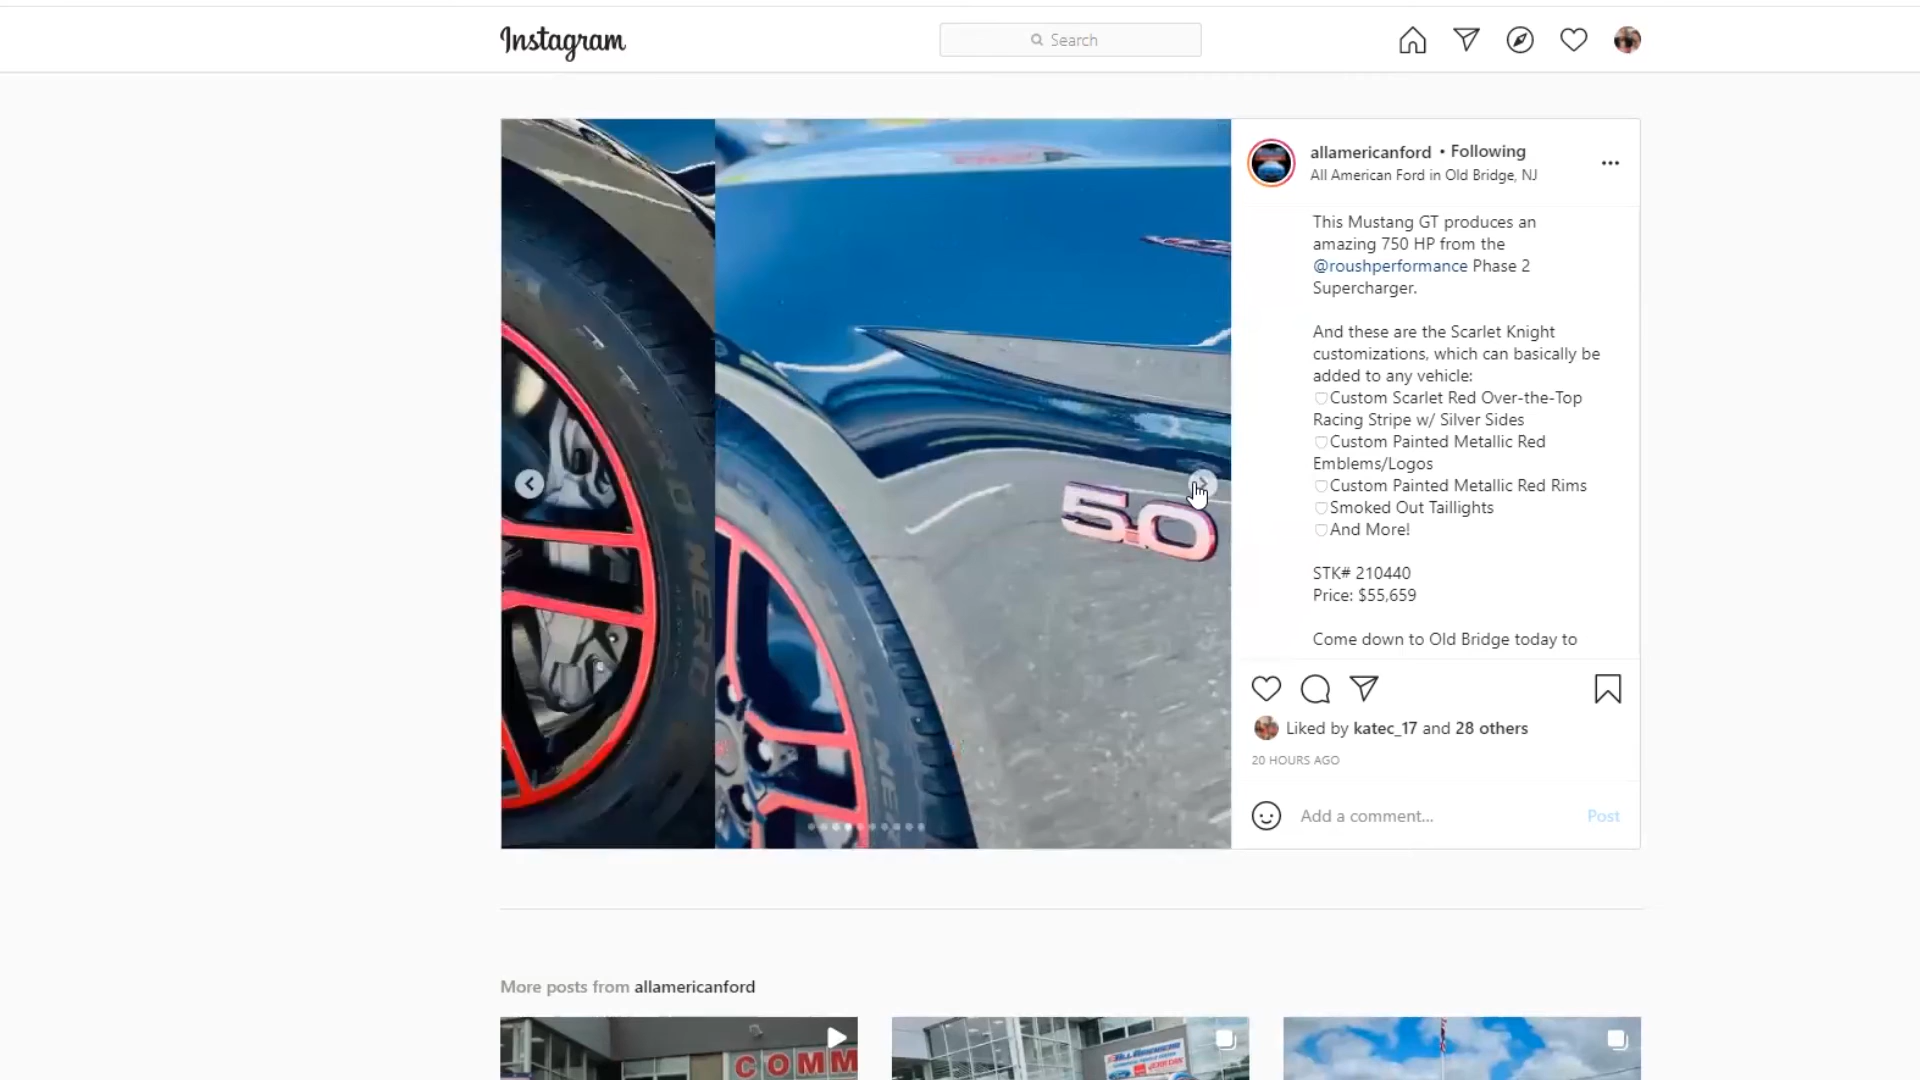 Instagram
Search
allamericanford • Following
All American Ford in Old Bridge, NJ
This Mustang GT produces an
amazing 750 HP from the
@roushperformance Phase 2
Supercharger.
And these are the Scarlet Knight
customizations, which can basically be
added to any vehicle:
Custom Scarlet Red Over-the-Top
Racing Stripe w/ Silver Sides
Custom Painted Metallic Red
Emblems/Logos
Custom Painted Metallic Red Rims
Smoked Out Taillights
And More!
STK# 210440
Price: $55,659
Come down to Old Bridge today to
5.0
Liked by katec_17 and 28 others
20 HOURS AGO
Add a comment...
Post
More posts from allamericanford
COMM